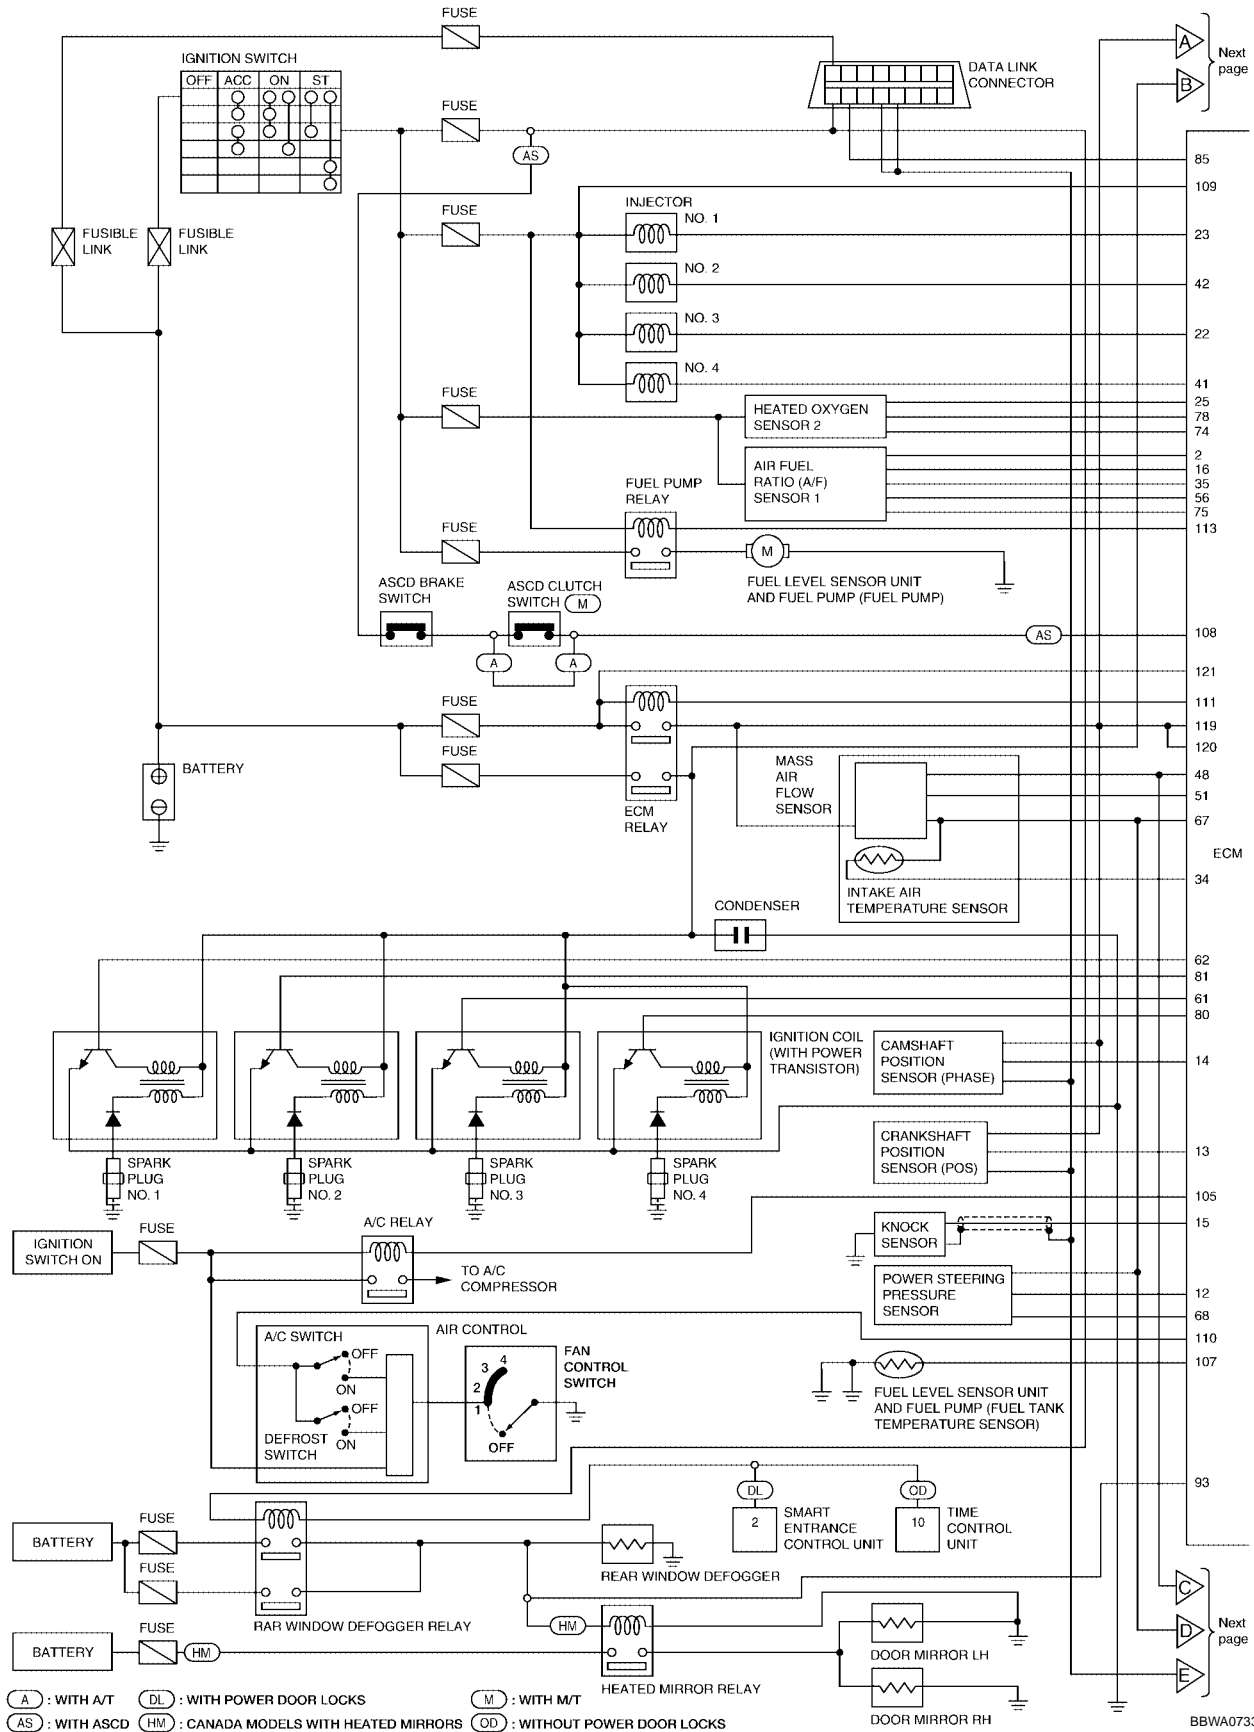 FUSE
A
Next
page
B
IGNITION SWITCH
OFF ACC ON ST
DATA LINK
CONNECTOR
FUSE
AS
85
109
FUSE
INJECTOR
NO. 1
23
FUSIBLE
LINK
FUSIBLE
LINK
NO. 2
42
NO. 3
22
NO. 4
41
FUSE
HEATED OXYGEN
SENSOR 2
25
78
74
AIR FUEL
RATIO (A/F)
SENSOR 1
2
16
35
56
75
FUEL PUMP
RELAY
113
FUSE
M
FUEL LEVEL SENSOR UNIT
AND FUEL PUMP (FUEL PUMP)
ASCD BRAKE
SWITCH
ASCD CLUTCH
SWITCH M
A
A
AS
108
121
111
FUSE
119
120
FUSE
ECM
RELAY
BATTERY
MASS
AIR
FLOW
SENSOR
48
51
67
ECM
34
INTAKE AIR
TEMPERATURE SENSOR
CONDENSER
62
81
61
80
IGNITION COIL
(WITH POWER
TRANSISTOR)
CAMSHAFT
POSITION
SENSOR (PHASE)
14
CRANKSHAFT
POSITION
SENSOR (POS)
13
SPARK
PLUG
NO. 1
SPARK
PLUG
NO. 2
SPARK
PLUG
NO. 3
SPARK
PLUG
NO. 4
105
KNOCK
SENSOR
15
IGNITION
SWITCH ON
FUSE
A/C RELAY
TO A/C
COMPRESSOR
POWER STEERING
PRESSURE
SENSOR
12
68
110
107
A/C SWITCH
OFF
ON
OFF
DEFROST
SWITCH
ON
AIR CONTROL
4
3
2
1
OFF
FAN
CONTROL
SWITCH
FUEL LEVEL SENSOR UNIT
AND FUEL PUMP (FUEL TANK
TEMPERATURE SENSOR)
93
DL
2
SMART
ENTRANCE
CONTROL UNIT
OD
10
TIME
CONTROL
UNIT
BATTERY
FUSE
FUSE
RAR WINDOW DEFOGGER RELAY
REAR WINDOW DEFOGGER
C
D
E
Next
page
BATTERY
FUSE
HM
HM
HEATED MIRROR RELAY
DOOR MIRROR LH
DOOR MIRROR RH
A : WITH A/T DL : WITH POWER DOOR LOCKS M : WITH M/T
AS : WITH ASCD HM : CANADA MODELS WITH HEATED MIRRORS OD : WITHOUT POWER DOOR LOCKS